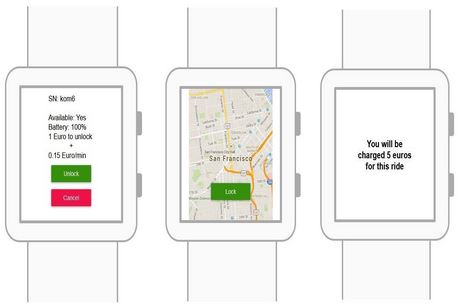 SN: kom6
Available: Yes
Battery: 100%
1 Euro to unlock
+
0.15 Euro/min
Unlock
Cancel
San Francisco
Lock
You will be
charged 5 euros
for this ride